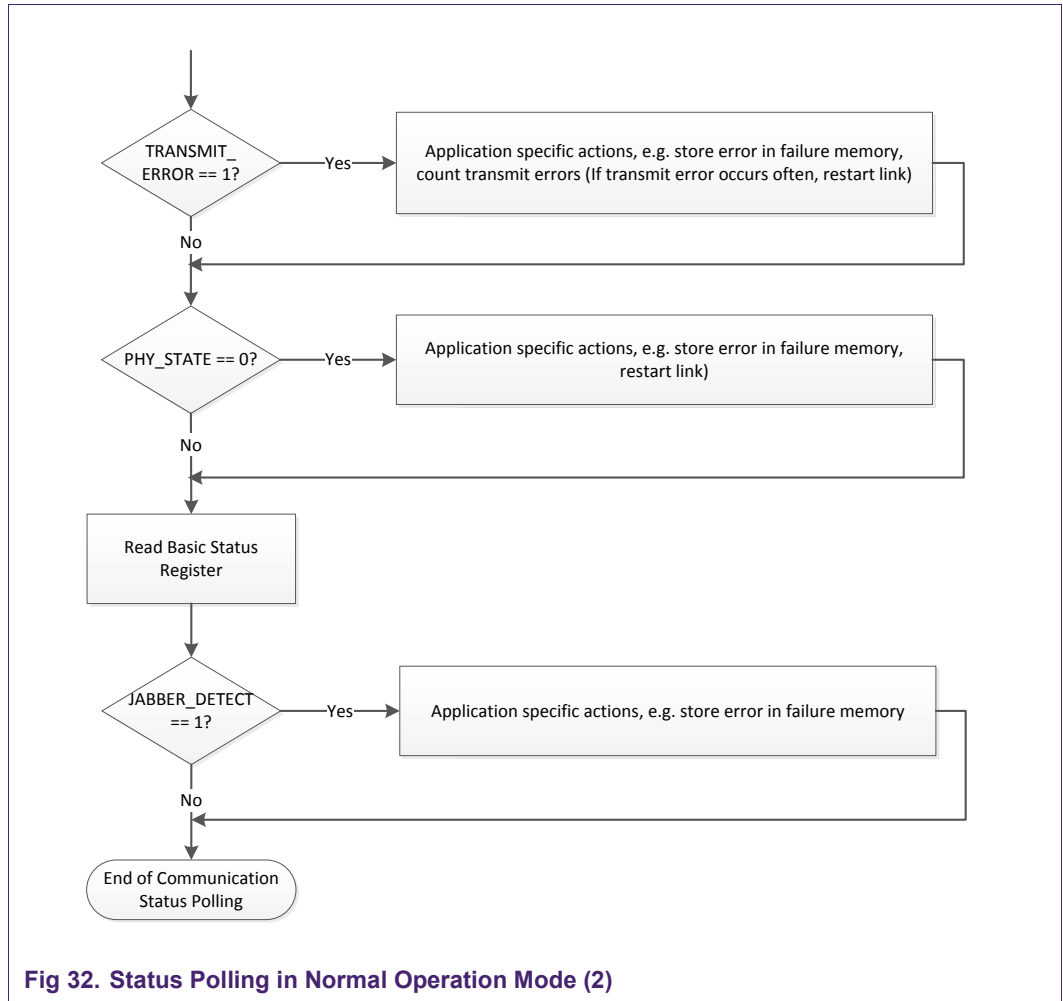 TRANSMIT_
ERROR == 1?
Yes
Application specific actions, e.g. store error in failure memory,
count transmit errors (If transmit error occurs often, restart link)
No
PHY_STATE == 0?
Yes
Application specific actions, e.g. store error in failure memory,
restart link)
No
Read Basic Status
Register
JABBER_DETECT
== 1?
Yes
Application specific actions, e.g. store error in failure memory
No
End of Communication
Status Polling
Fig 32. Status Polling in Normal Operation Mode (2)